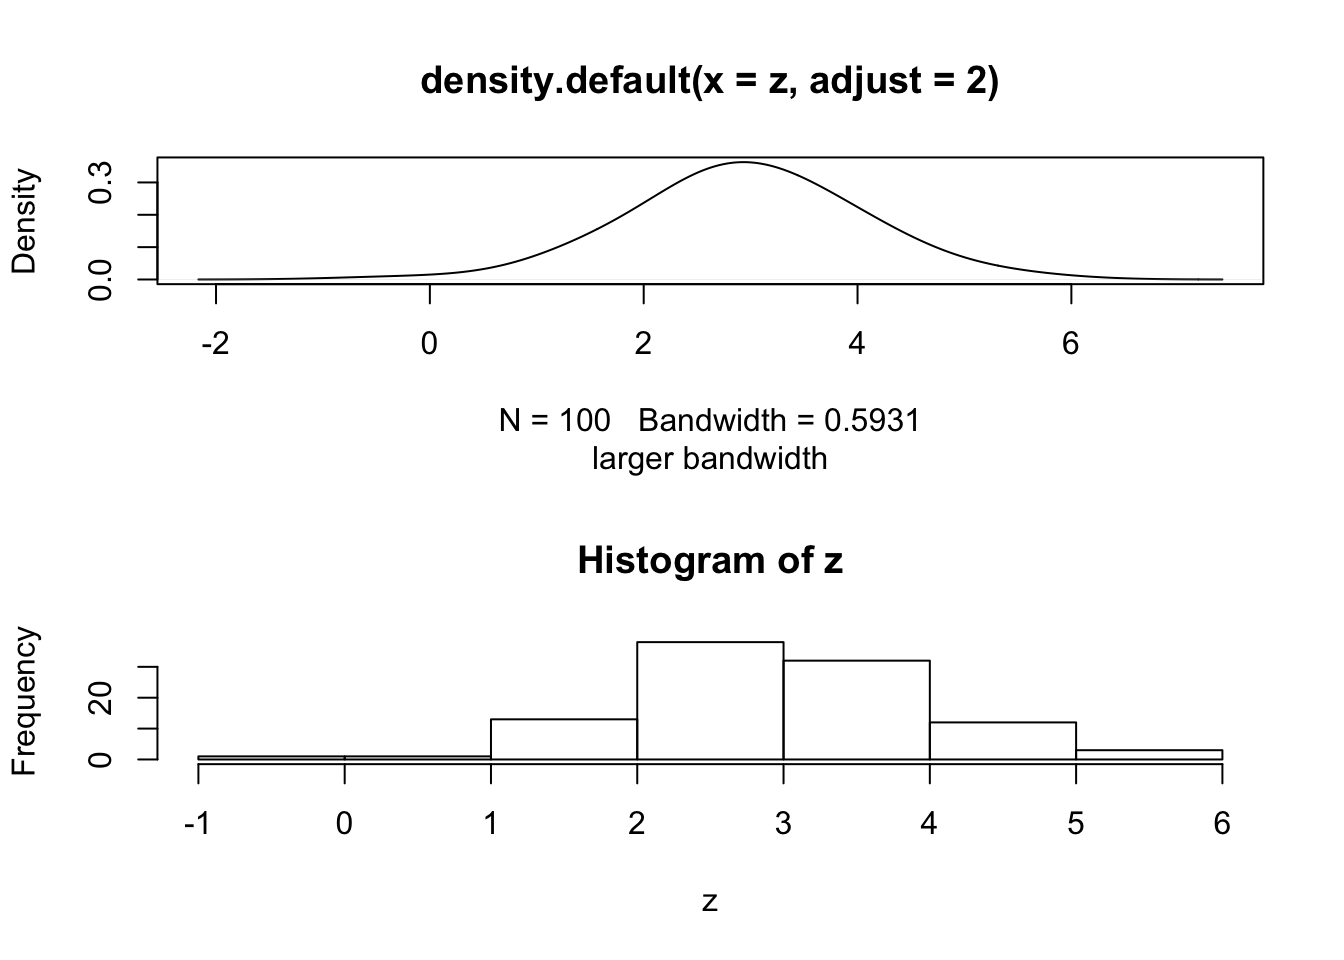 density.default(x = z, adjust = 2)
Density
0.3
0.0
-2 0 2 4 6
N = 100   Bandwidth = 0.5931
larger bandwidth
Histogram of z
Frequency
20
0
-1 0 1 2 3 4 5 6
z